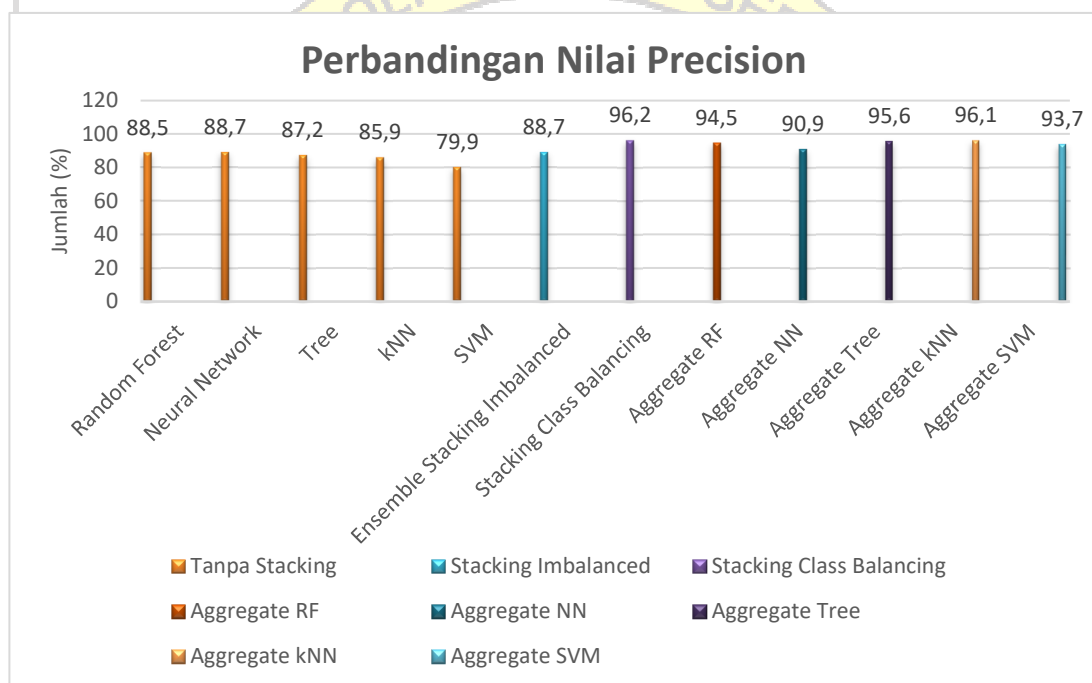 Perbandingan Nilai Precision
Jumlah (%)
120
100
80
60
40
20
0
88,5 88,7 87,2 85,9 79,9 88,7 96,2 94,5 90,9 95,6 96,1 93,7
Random Forest
Neural Network
Tree
kNN
SVM
Ensemble Stacking Imbalanced
Stacking Class Balancing
Aggregate RF
Aggregate NN
Aggregate Tree
Aggregate kNN
Aggregate SVM
Tanpa Stacking Stacking Imbalanced Stacking Class Balancing
Aggregate RF Aggregate NN Aggregate Tree
Aggregate kNN Aggregate SVM